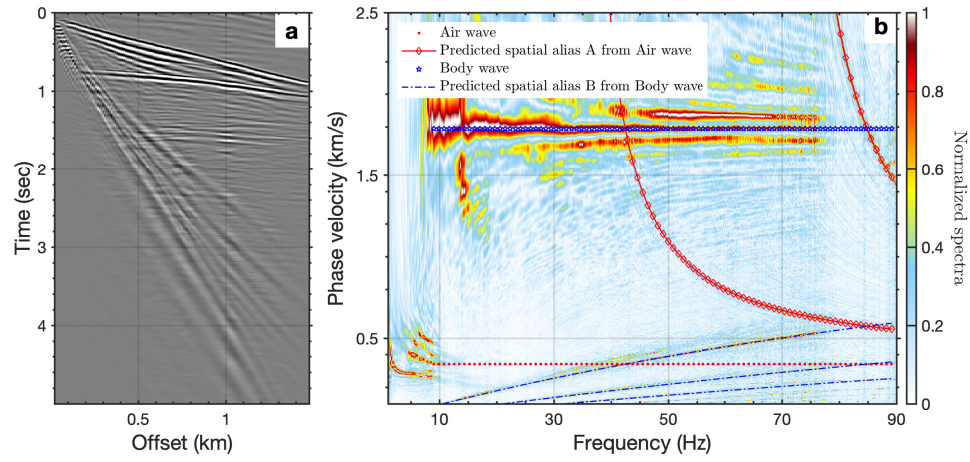 a
0
1
2
3
4
Time (sec)
0.5
1
Offset (km)
b
Air wave
Predicted spatial alias A from Air wave
Body wave
Predicted spatial alias B from Body wave
2.5
2
1.5
1
0.5
Phase velocity (km/s)
10
30
50
70
90
Frequency (Hz)
1
0.8
0.6
0.4
0.2
0
Normalized spectra